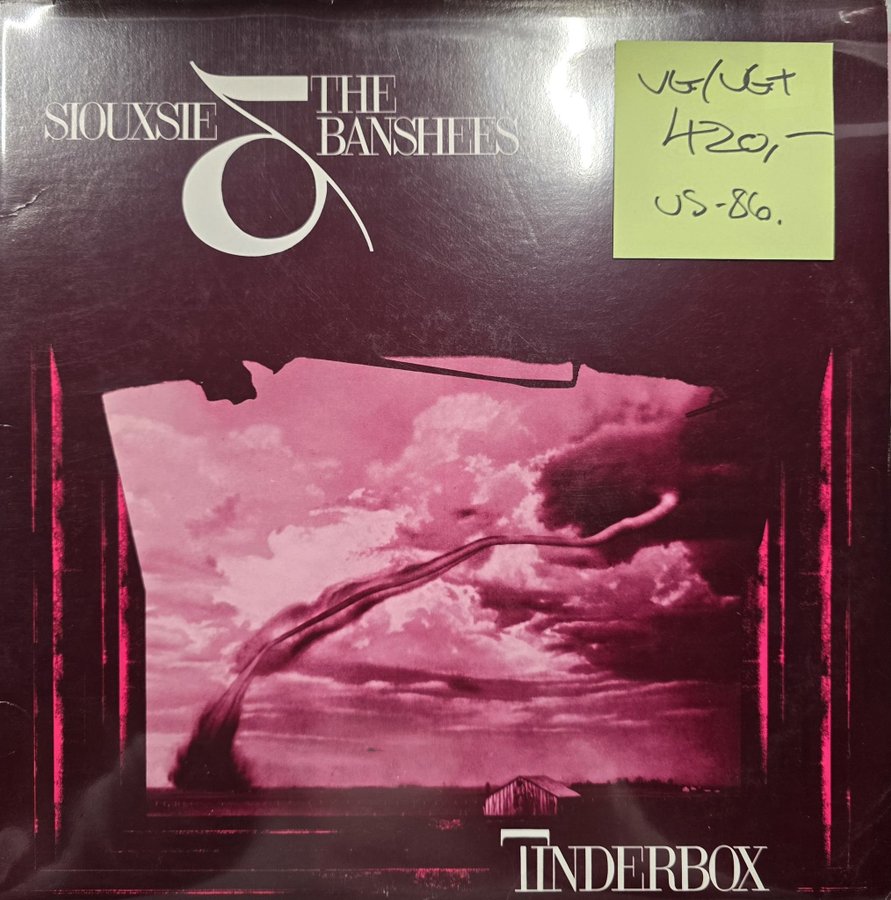 SIOUXSIE & THE BANSHEES
VG/VG+
420,-
US-86.
TINDERBOX